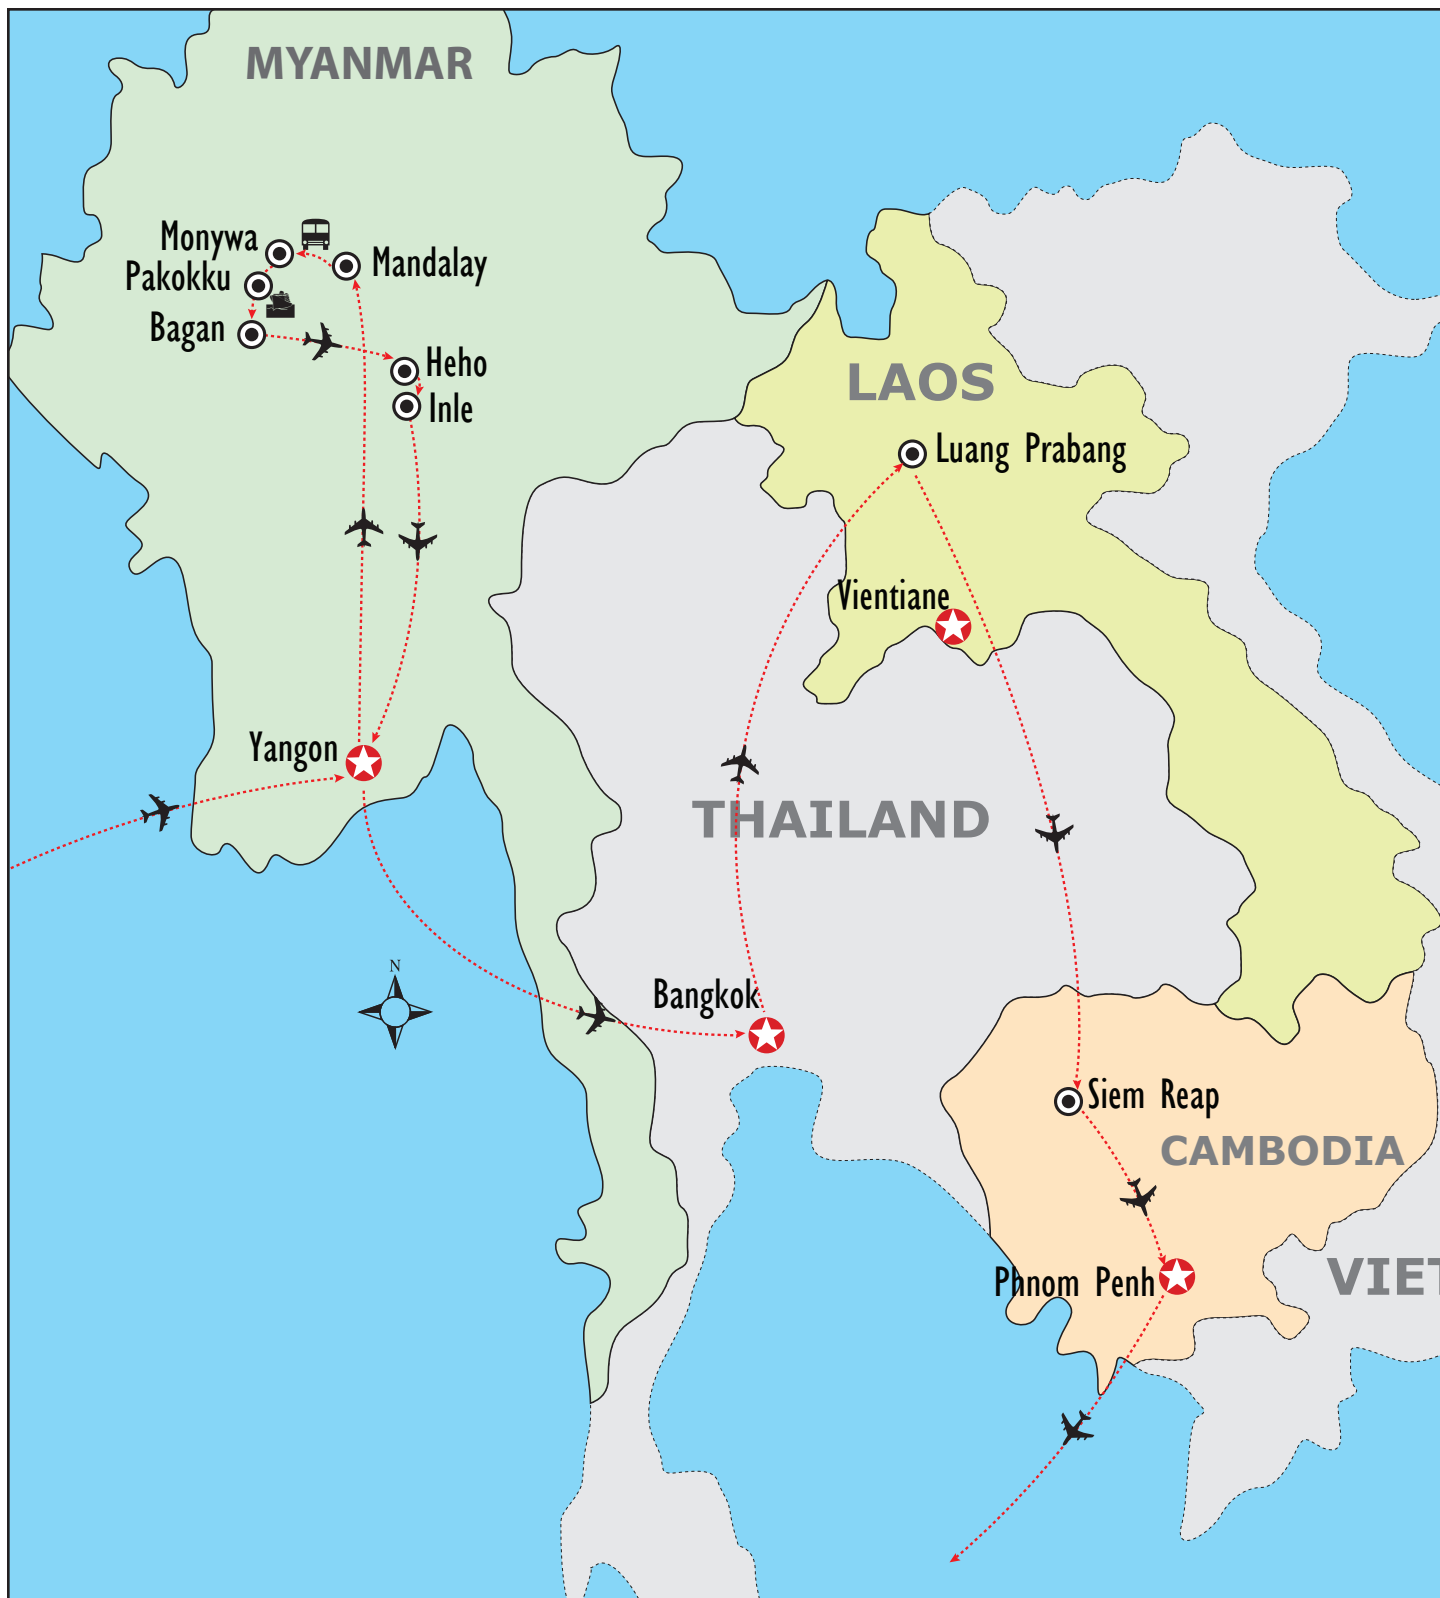 MYANMAR
Monywa
Mandalay
Pakokku
Bagan
Heho
Inle
LAOS
Luang Prabang
Vientiane
Yangon
THAILAND
N
Bangkok
Siem Reap
CAMBODIA
Phnom Penh
VIET